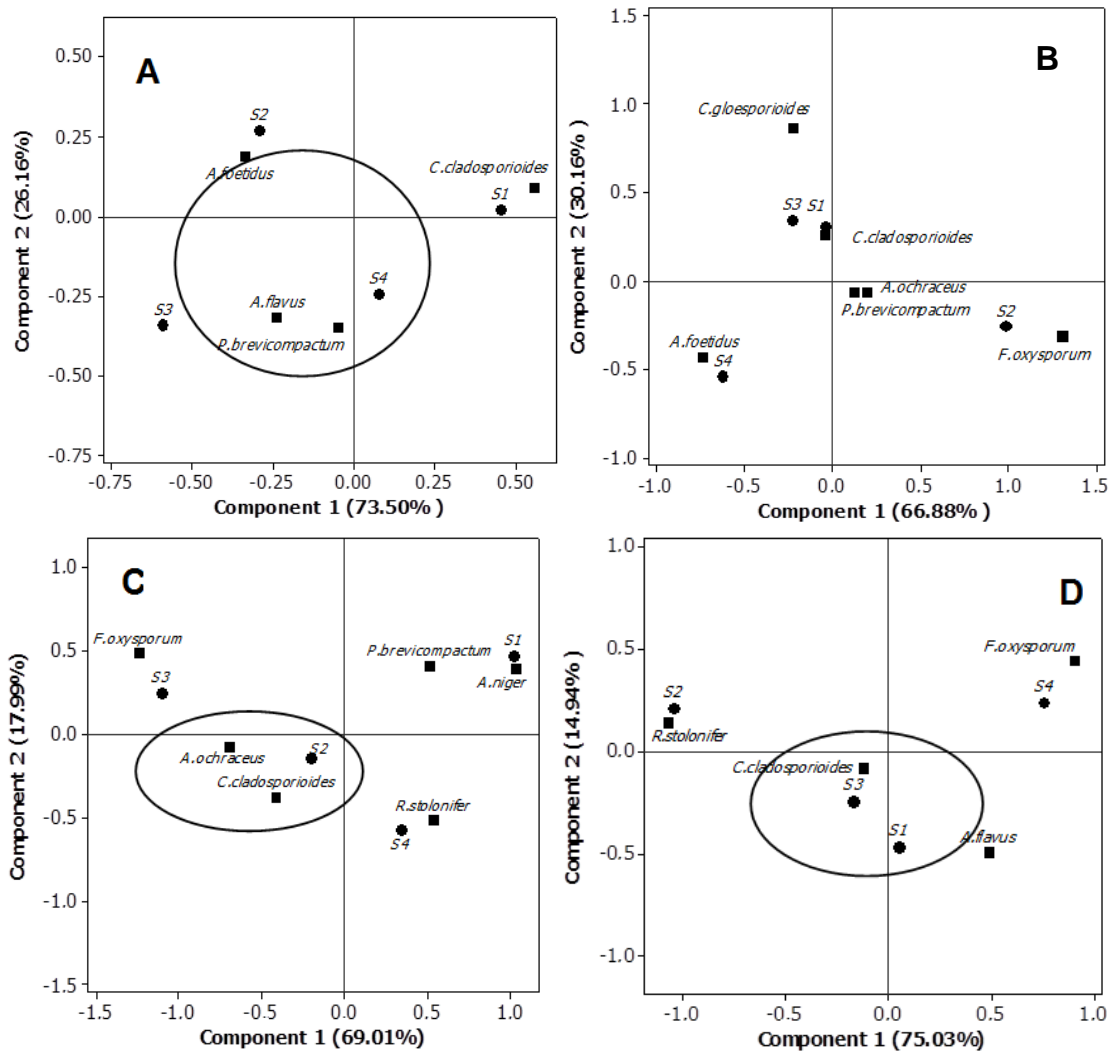 A
0.50
0.25
0.00
-0.25
-0.50
-0.75
Component 2 (26.16%)
S2
A.foetidus
C.cladosporioides
S1
S4
A.flavus
S3
P.brevicompactum
-0.75
-0.50
-0.25
0.00
0.25
0.50
Component 1 (73.50% )
B
1.5
1.0
0.5
0.0
-0.5
-1.0
Component 2 (30.16% )
C.gloesporioides
S3
S1
C.cladosporioides
A.ochraceus
P.brevicompactum
S2
F.oxysporum
A.foetidus
S4
-1.0
-0.5
0.0
0.5
1.0
1.5
Component 1 (66.88% )
C
1.0
0.5
0.0
-0.5
-1.0
-1.5
Component 2 (17.99%)
F.oxysporum
S3
P.brevicompactum
S1
A.niger
A.ochraceus
S2
C.cladosporioides
R.stolonifer
S4
-1.5
-1.0
-0.5
0.0
0.5
1.0
Component 1 (69.01%)
D
1.0
0.5
0.0
-0.5
-1.0
Component 2 (14.94%)
F.oxysporum
S4
S2
R.stolonifer
C.cladosporioides
S3
S1
A.flavus
-1.0
-0.5
0.0
0.5
1.0
Component 1 (75.03%)